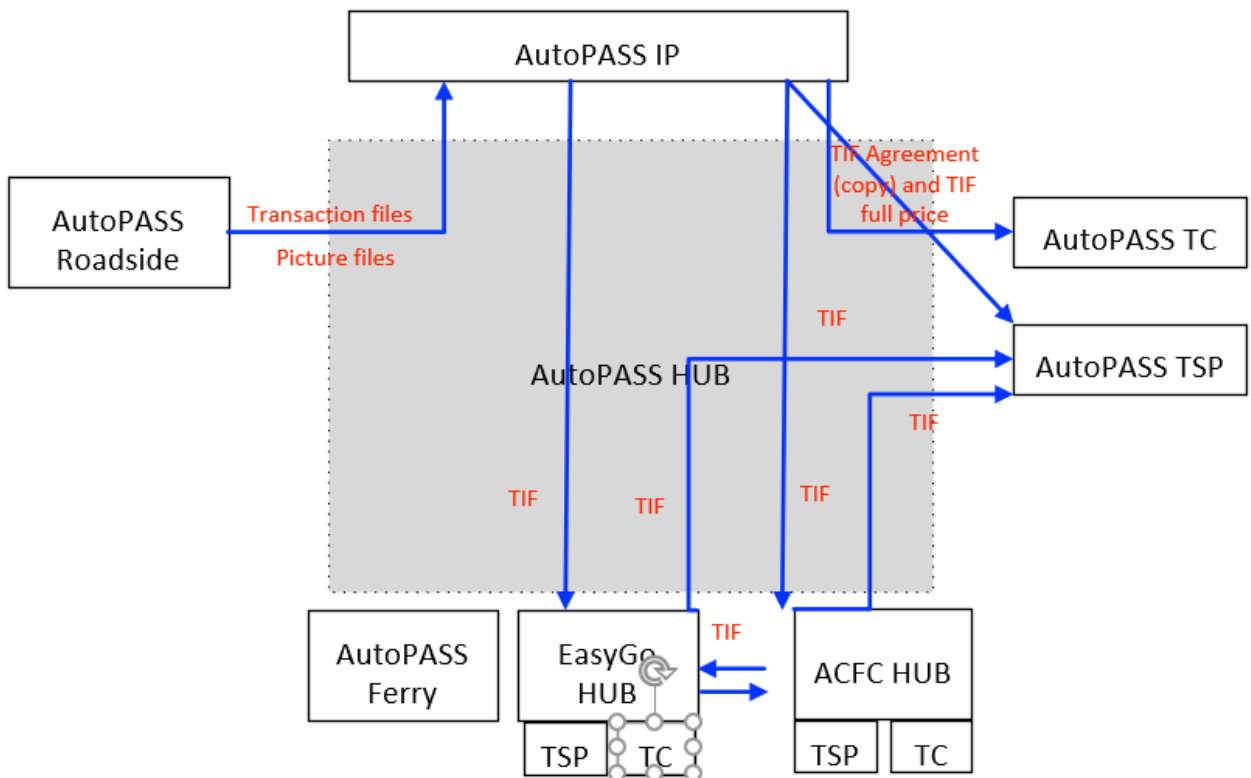 AutoPASS IP
TIF Agreement
(copy) and TIF
full price
AutoPASS
Roadside
Transaction files
Picture files
AutoPASS TC
TIF
AutoPASS HUB
AutoPASS TSP
TIF
TIF
TIF
TIF
AutoPASS
Ferry
EasyGo
HUB
TIF
ACFC HUB
TSP
TC
TSP
TC